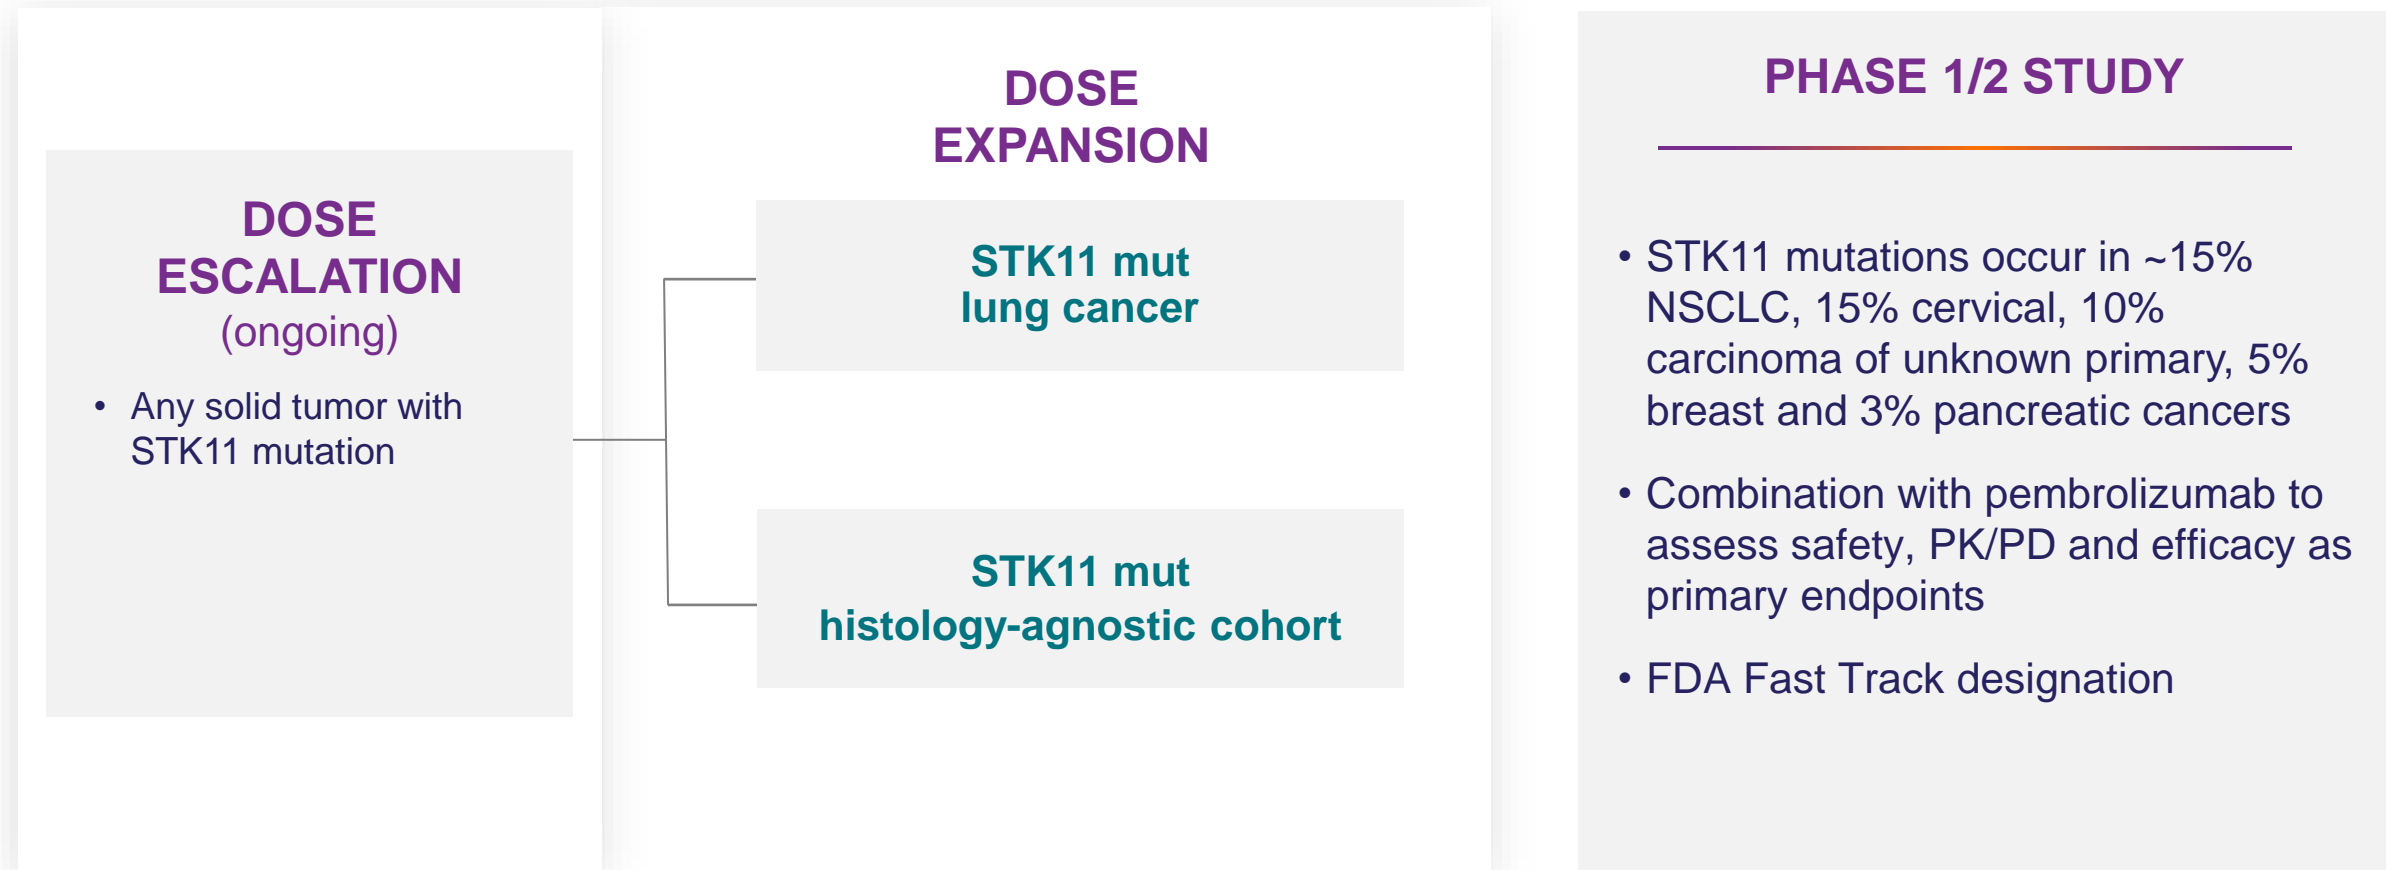 DOSE
ESCALATION
(ongoing)
• Any solid tumor with
STK11 mutation
DOSE
EXPANSION
STK11 mut
lung cancer
STK11 mut
histology-agnostic cohort
PHASE 1/2 STUDY
• STK11 mutations occur in ~15%
NSCLC, 15% cervical, 10%
carcinoma of unknown primary, 5%
breast and 3% pancreatic cancers
• Combination with pembrolizumab to
assess safety, PK/PD and efficacy as
primary endpoints
• FDA Fast Track designation